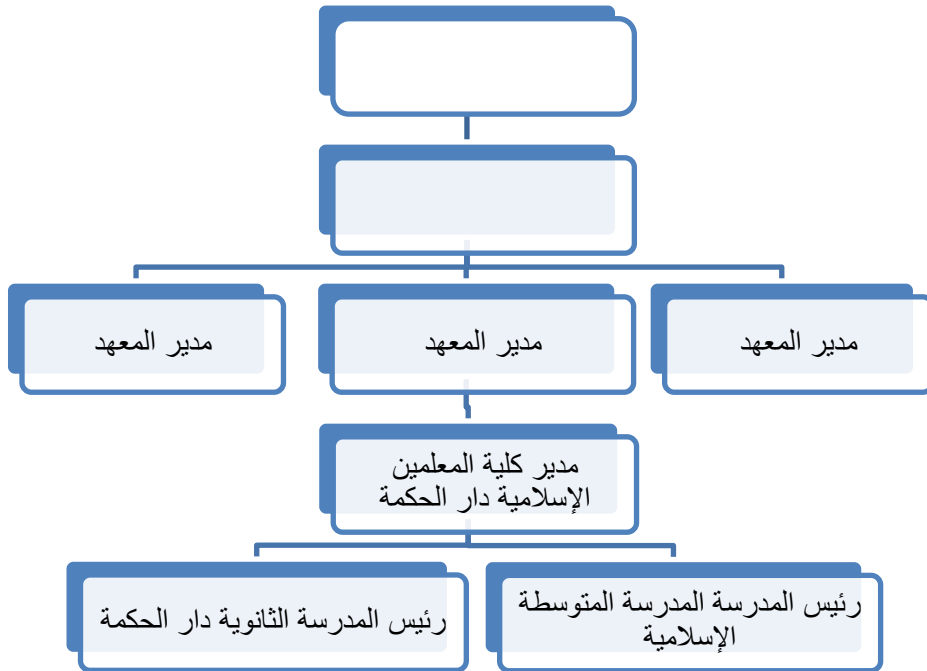 مدير المعهد
مدير المعهد
مدير المعهد
مدير كلية المعلمين
الإسلامية دار الحكمة
رئيس المدرسة المدرسة المتوسطة
الإسلامية
رئيس المدرسة الثانوية دار الحكمة